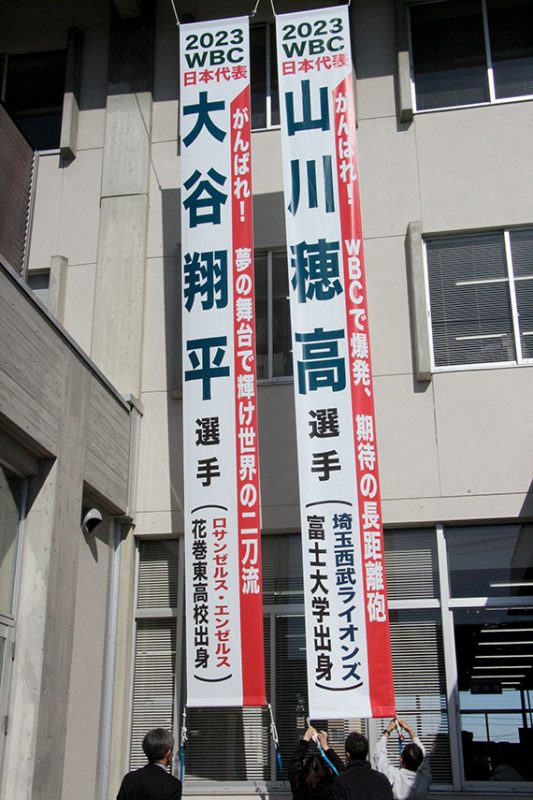 2023
WBC
日本代表
大谷翔平選手
がんばれ! 夢の舞台で輝け世界の二刀流
(ロサンゼルス・エンゼルス
花巻東高校出身)
2023
WBC
日本代表
山川穂高選手
がんばれ! WBCで爆発、期待の長距離砲
(埼玉西武ライオンズ
富士大学出身)